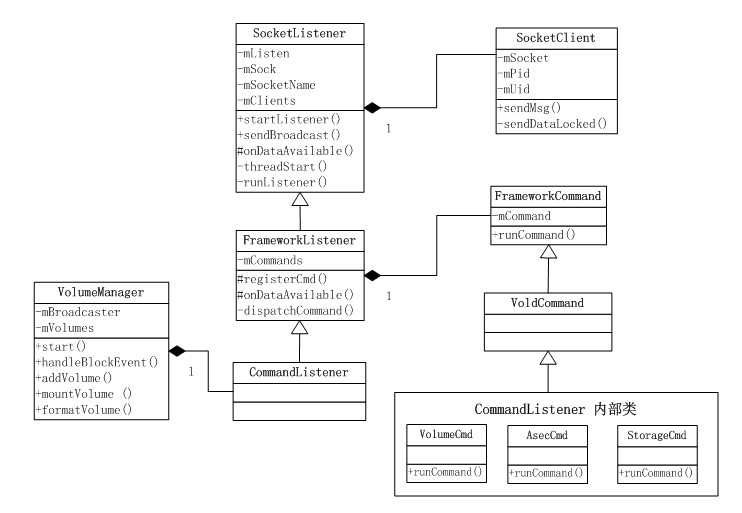 SocketListener
-mListen
-mSock
-mSocketName
-mClients
+startListener()
+sendBroadcast()
#onDataAvailable()
-threadStart()
-runListener()
1
SocketClient
-mSocket
-mPid
-mUid
+sendMsg()
-sendDataLocked()
FrameworkListener
-mCommands
#registerCmd()
#onDataAvailable()
-dispatchCommand()
1
FrameworkCommand
-mCommand
+runCommand()
VolumeManager
-mBroadcaster
-mVolumes
+start()
+handleBlockEvent()
+addVolume()
+mountVolume ()
+formatVolume()
1
CommandListener
VoldCommand
CommandListener 内部类
VolumeCmd
+runCommand()
AsecCmd
+runCommand()
StorageCmd
+runCommand()